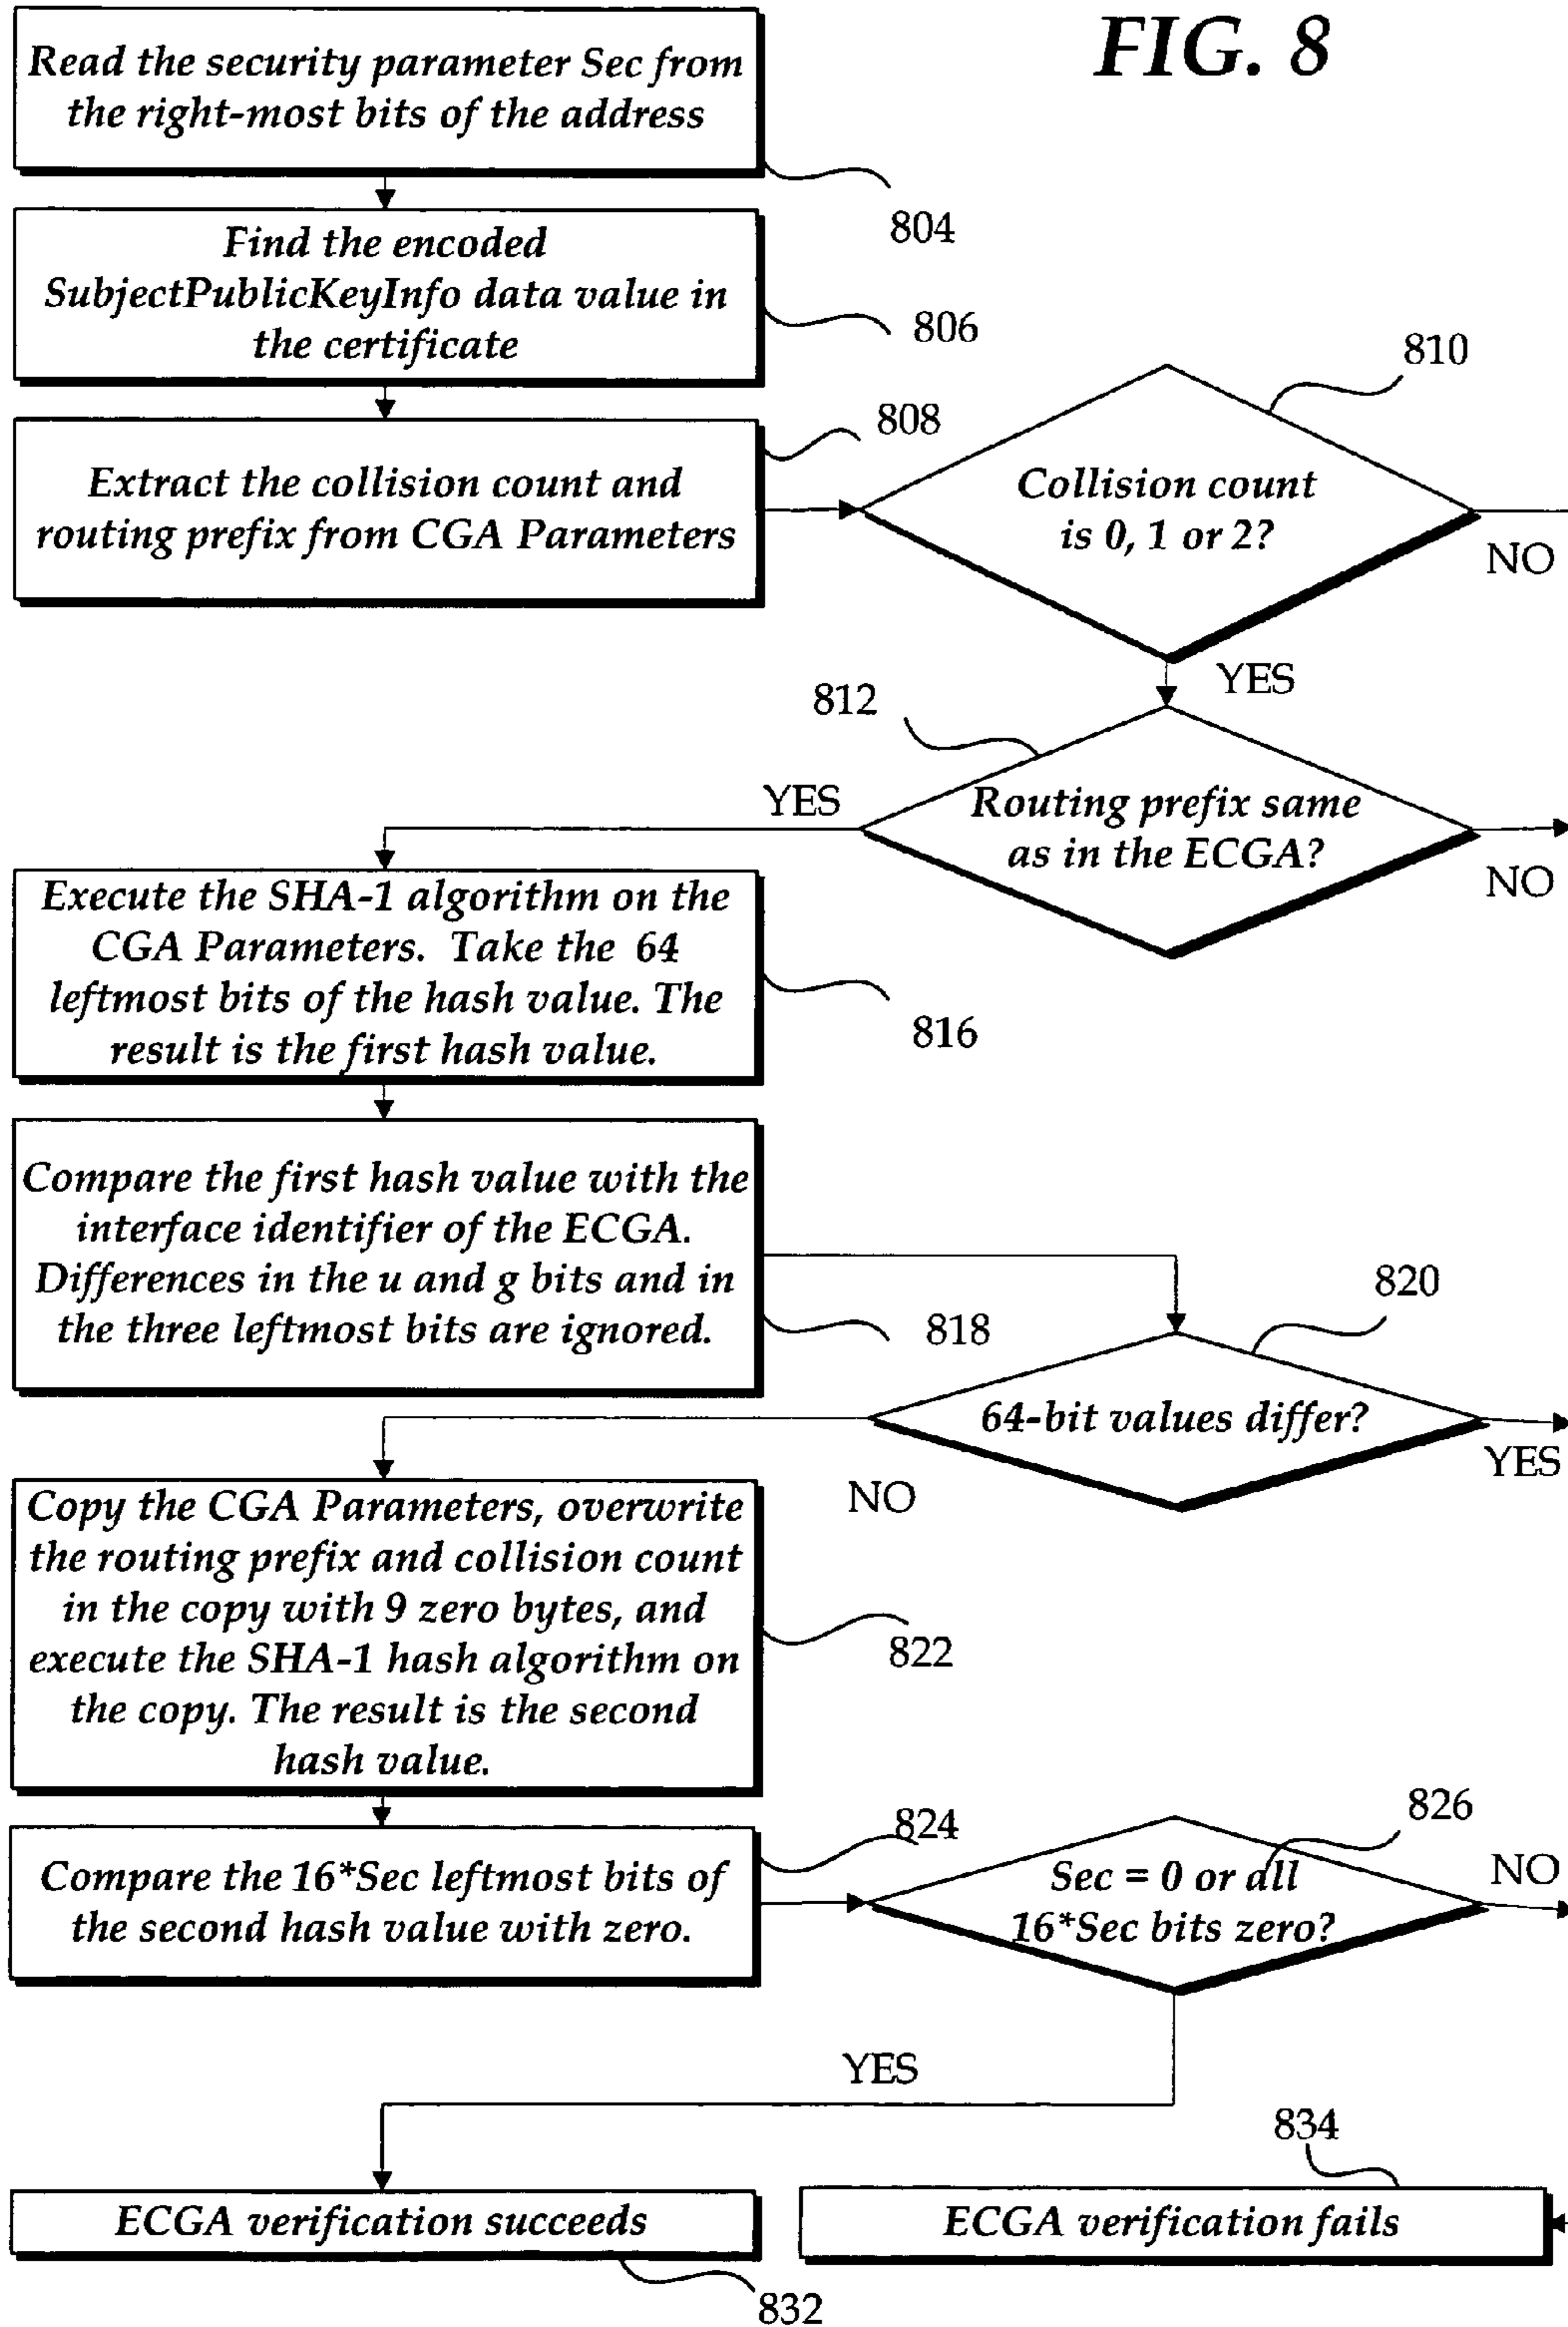 FIG. 8
Read the security parameter Sec from
the right-most bits of the address
804
Find the encoded
SubjectPublicKeyInfo data value in
the certificate
806
Extract the collision count and
routing prefix from CGA Parameters
808
Collision count
is 0, 1 or 2?
810
NO
YES
Routing prefix same
as in the ECGA?
812
YES
NO
Execute the SHA-1 algorithm on the
CGA Parameters. Take the 64
leftmost bits of the hash value. The
result is the first hash value.
816
Compare the first hash value with the
interface identifier of the ECGA.
Differences in the u and g bits and in
the three leftmost bits are ignored.
818
64-bit values differ?
820
YES
NO
Copy the CGA Parameters, overwrite
the routing prefix and collision count
in the copy with 9 zero bytes, and
execute the SHA-1 hash algorithm on
the copy. The result is the second
hash value.
822
Compare the 16*Sec leftmost bits of
the second hash value with zero.
824
Sec = 0 or all
16*Sec bits zero?
826
NO
YES
ECGA verification succeeds
832
ECGA verification fails
834